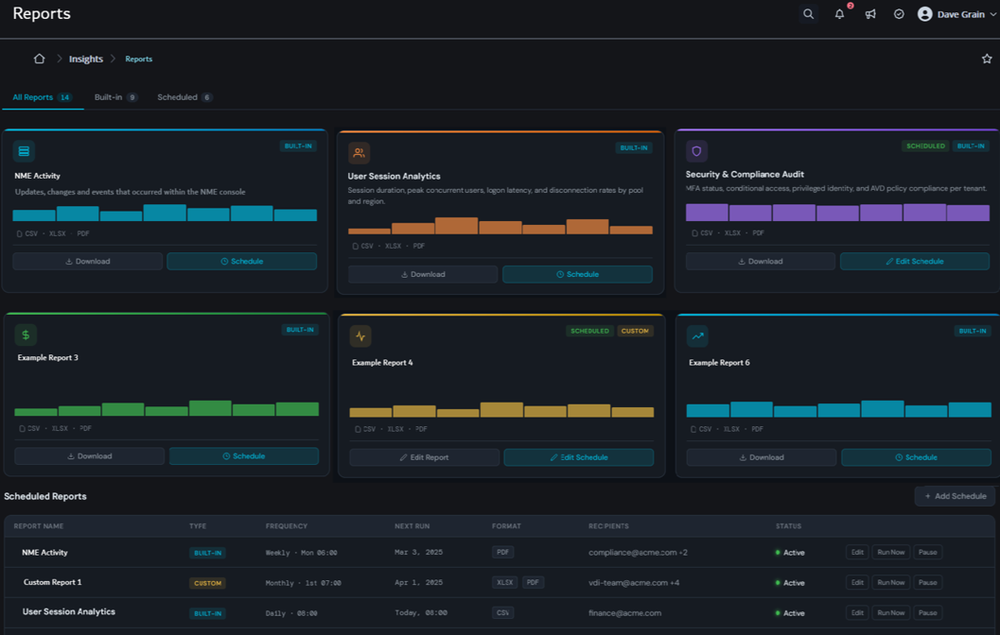 Reports
2
Dave Grain
Insights
Reports
All Reports 14
Built-in 9
Scheduled 6
BUILT-IN
NME Activity
Updates, changes and events that occurred within the NME console
CSV • XLSX • PDF
Download
Schedule
BUILT-IN
User Session Analytics
Session duration, peak concurrent users, logon latency, and disconnection rates by pool
and region.
CSV • XLSX • PDF
Download
Schedule
SCHEDULED BUILT-IN
Security & Compliance Audit
MFA status, conditional access, privileged identity, and AVD policy compliance per tenant.
CSV • XLSX • PDF
Download
Edit Schedule
BUILT-IN
Example Report 3
CSV • XLSX • PDF
Download
Schedule
SCHEDULED CUSTOM
Example Report 4
CSV • XLSX • PDF
Edit Report
Edit Schedule
BUILT-IN
Example Report 6
CSV • XLSX • PDF
Download
Schedule
Scheduled Reports
+ Add Schedule
REPORT NAME TYPE FREQUENCY NEXT RUN FORMAT RECIPIENTS STATUS
NME Activity BUILT-IN Weekly · Mon 06:00 Mar 3, 2025 PDF compliance@acme.com +2 Active Edit Run Now Pause
Custom Report 1 CUSTOM Monthly · 1st 07:00 Apr 1, 2025 XLSX PDF vdi-team@acme.com +4 Active Edit Run Now Pause
User Session Analytics BUILT-IN Daily · 08:00 Today, 08:00 CSV finance@acme.com Active Edit Run Now Pause